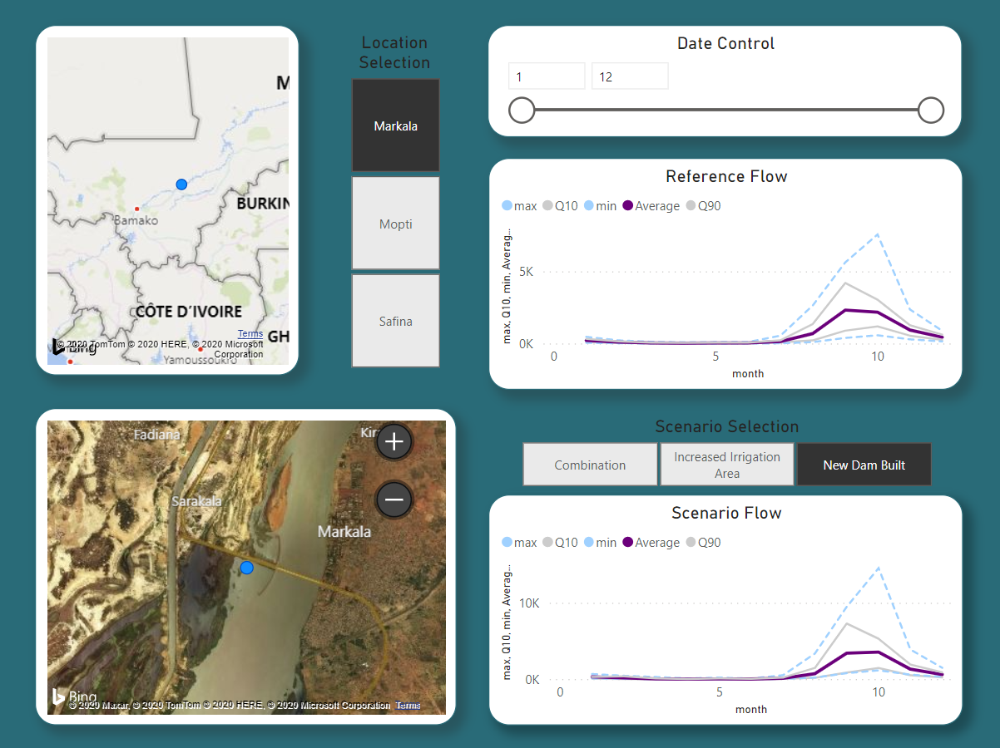 M
BURKIN
Bamako
CÔTE D'IVOIRE
GH
Terms
© 2020 TomTom © 2020 HERE, © 2020 Microsoft
Corporation
Bing
Yamoussoukro
Location
Selection
Markala
Mopti
Safina
Date Control
1
12
Reference Flow
max
Q10
min
Average
Q90
max, Q10, min, Averag...
5K
0K
0
5
10
month
Fadiana
Kir
Sarakala
Markala
Bing
© 2020 Maxar, © 2020 TomTom © 2020 HERE, © 2020 Microsoft Corporation Terms
Scenario Selection
Combination
Increased Irrigation
Area
New Dam Built
Scenario Flow
max
Q10
min
Average
Q90
max, Q10, min, Averag...
10K
0K
0
5
10
month